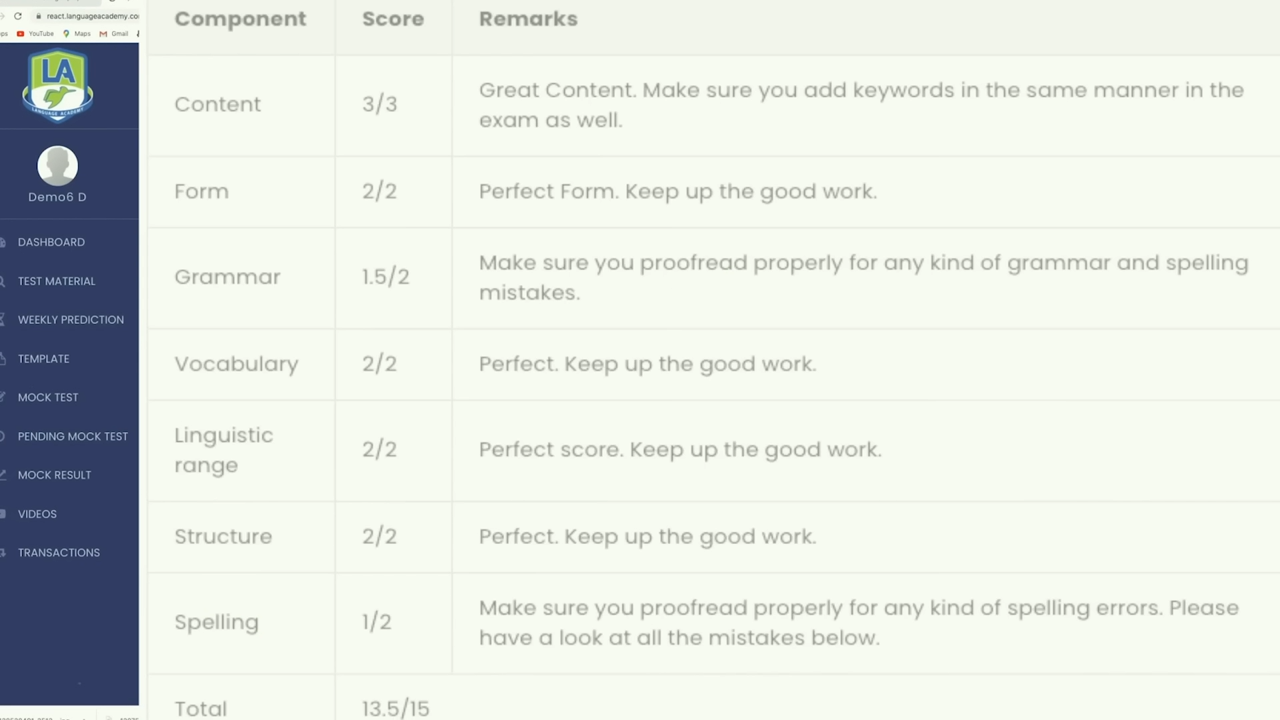 react.languageacademy.co
YouTube Maps Gmail
LA
LANGUAGE ACADEMY
Demo6 D
DASHBOARD
TEST MATERIAL
WEEKLY PREDICTION
TEMPLATE
MOCK TEST
PENDING MOCK TEST
MOCK RESULT
VIDEOS
TRANSACTIONS
Component Score Remarks
Content 3/3 Great Content. Make sure you add keywords in the same manner in the
exam as well.
Form 2/2 Perfect Form. Keep up the good work.
Grammar 1.5/2 Make sure you proofread properly for any kind of grammar and spelling
mistakes.
Vocabulary 2/2 Perfect. Keep up the good work.
Linguistic
range 2/2 Perfect score. Keep up the good work.
Structure 2/2 Perfect. Keep up the good work.
Spelling 1/2 Make sure you proofread properly for any kind of spelling errors. Please
have a look at all the mistakes below.
Total 13.5/15